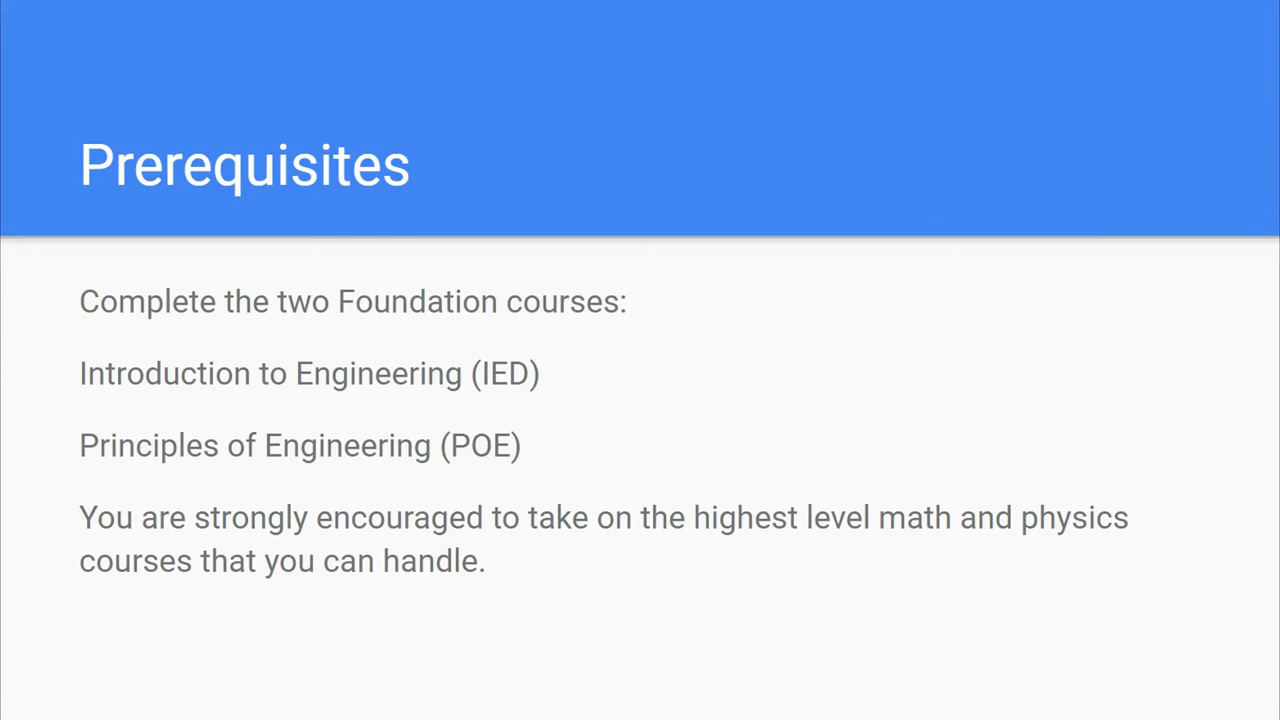 Prerequisites
Complete the two Foundation courses:
Introduction to Engineering (IED)
Principles of Engineering (POE)
You are strongly encouraged to take on the highest level math and physics
courses that you can handle.